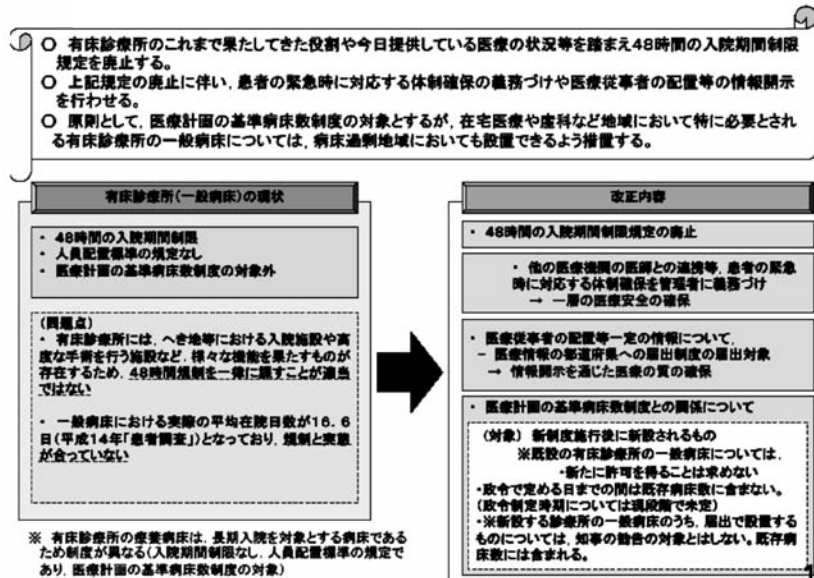 ○ 有床診療所のこれまで果たしてきた役割や今日提供している医療の状況等を踏まえ48時間の入院期間制限
規定を廃止する。
○ 上記規定の廃止に伴い，患者の緊急時に対応する体制確保の義務づけや医療従事者の配置等の情報開示
を行わせる。
○ 原則として，医療計画の基準病床数制度の対象とするが，在宅医療や産科など地域において特に必要とされ
る有床診療所の一般病床については，病床過剰地域においても設置できるよう措置する。
有床診療所(一般病床)の現状
・ 48時間の入院期間制限
・ 人員配置標準の規定なし
・ 医療計画の基準病床数制度の対象外
(問題点)
・ 有床診療所には，へき地等における入院施設や高
度な手術を行う施設など，様々な機能を果たすものが
存在するため，48時間規制を一律に課すことが適当
ではない
・ 一般病床における実際の平均在院日数が16．6
日(平成14年「患者調査」)となっており，規制と実態
が合っていない
※ 有床診療所の療養病床は，長期入院を対象とする病床である
ため制度が異なる(入院期間制限なし，人員配置標準の規定で
あり，医療計画の基準病床数制度の対象)
改正内容
・ 48時間の入院期間制限規定の廃止
・ 他の医療機関の医師との連携等，患者の緊急
時に対応する体制確保を管理者に義務づけ
→ 一層の医療安全の確保
・ 医療従事者の配置等一定の情報について，
－ 医療情報の都道府県への届出制度の届出対象
→ 情報開示を通じた医療の質の確保
・ 医療計画の基準病床数制度との関係について
(対象) 新制度施行後に新設されるもの
※既設の有床診療所の一般病床については，
・新たに許可を得ることは求めない
・政令で定める日までの間は既存病床数に含まない。
(政令制定時期については現段階で未定)
・※新設する診療所の一般病床のうち，届出で設置する
ものについては，知事の勧告の対象とはしない。既存病
床数には含まれる。
1